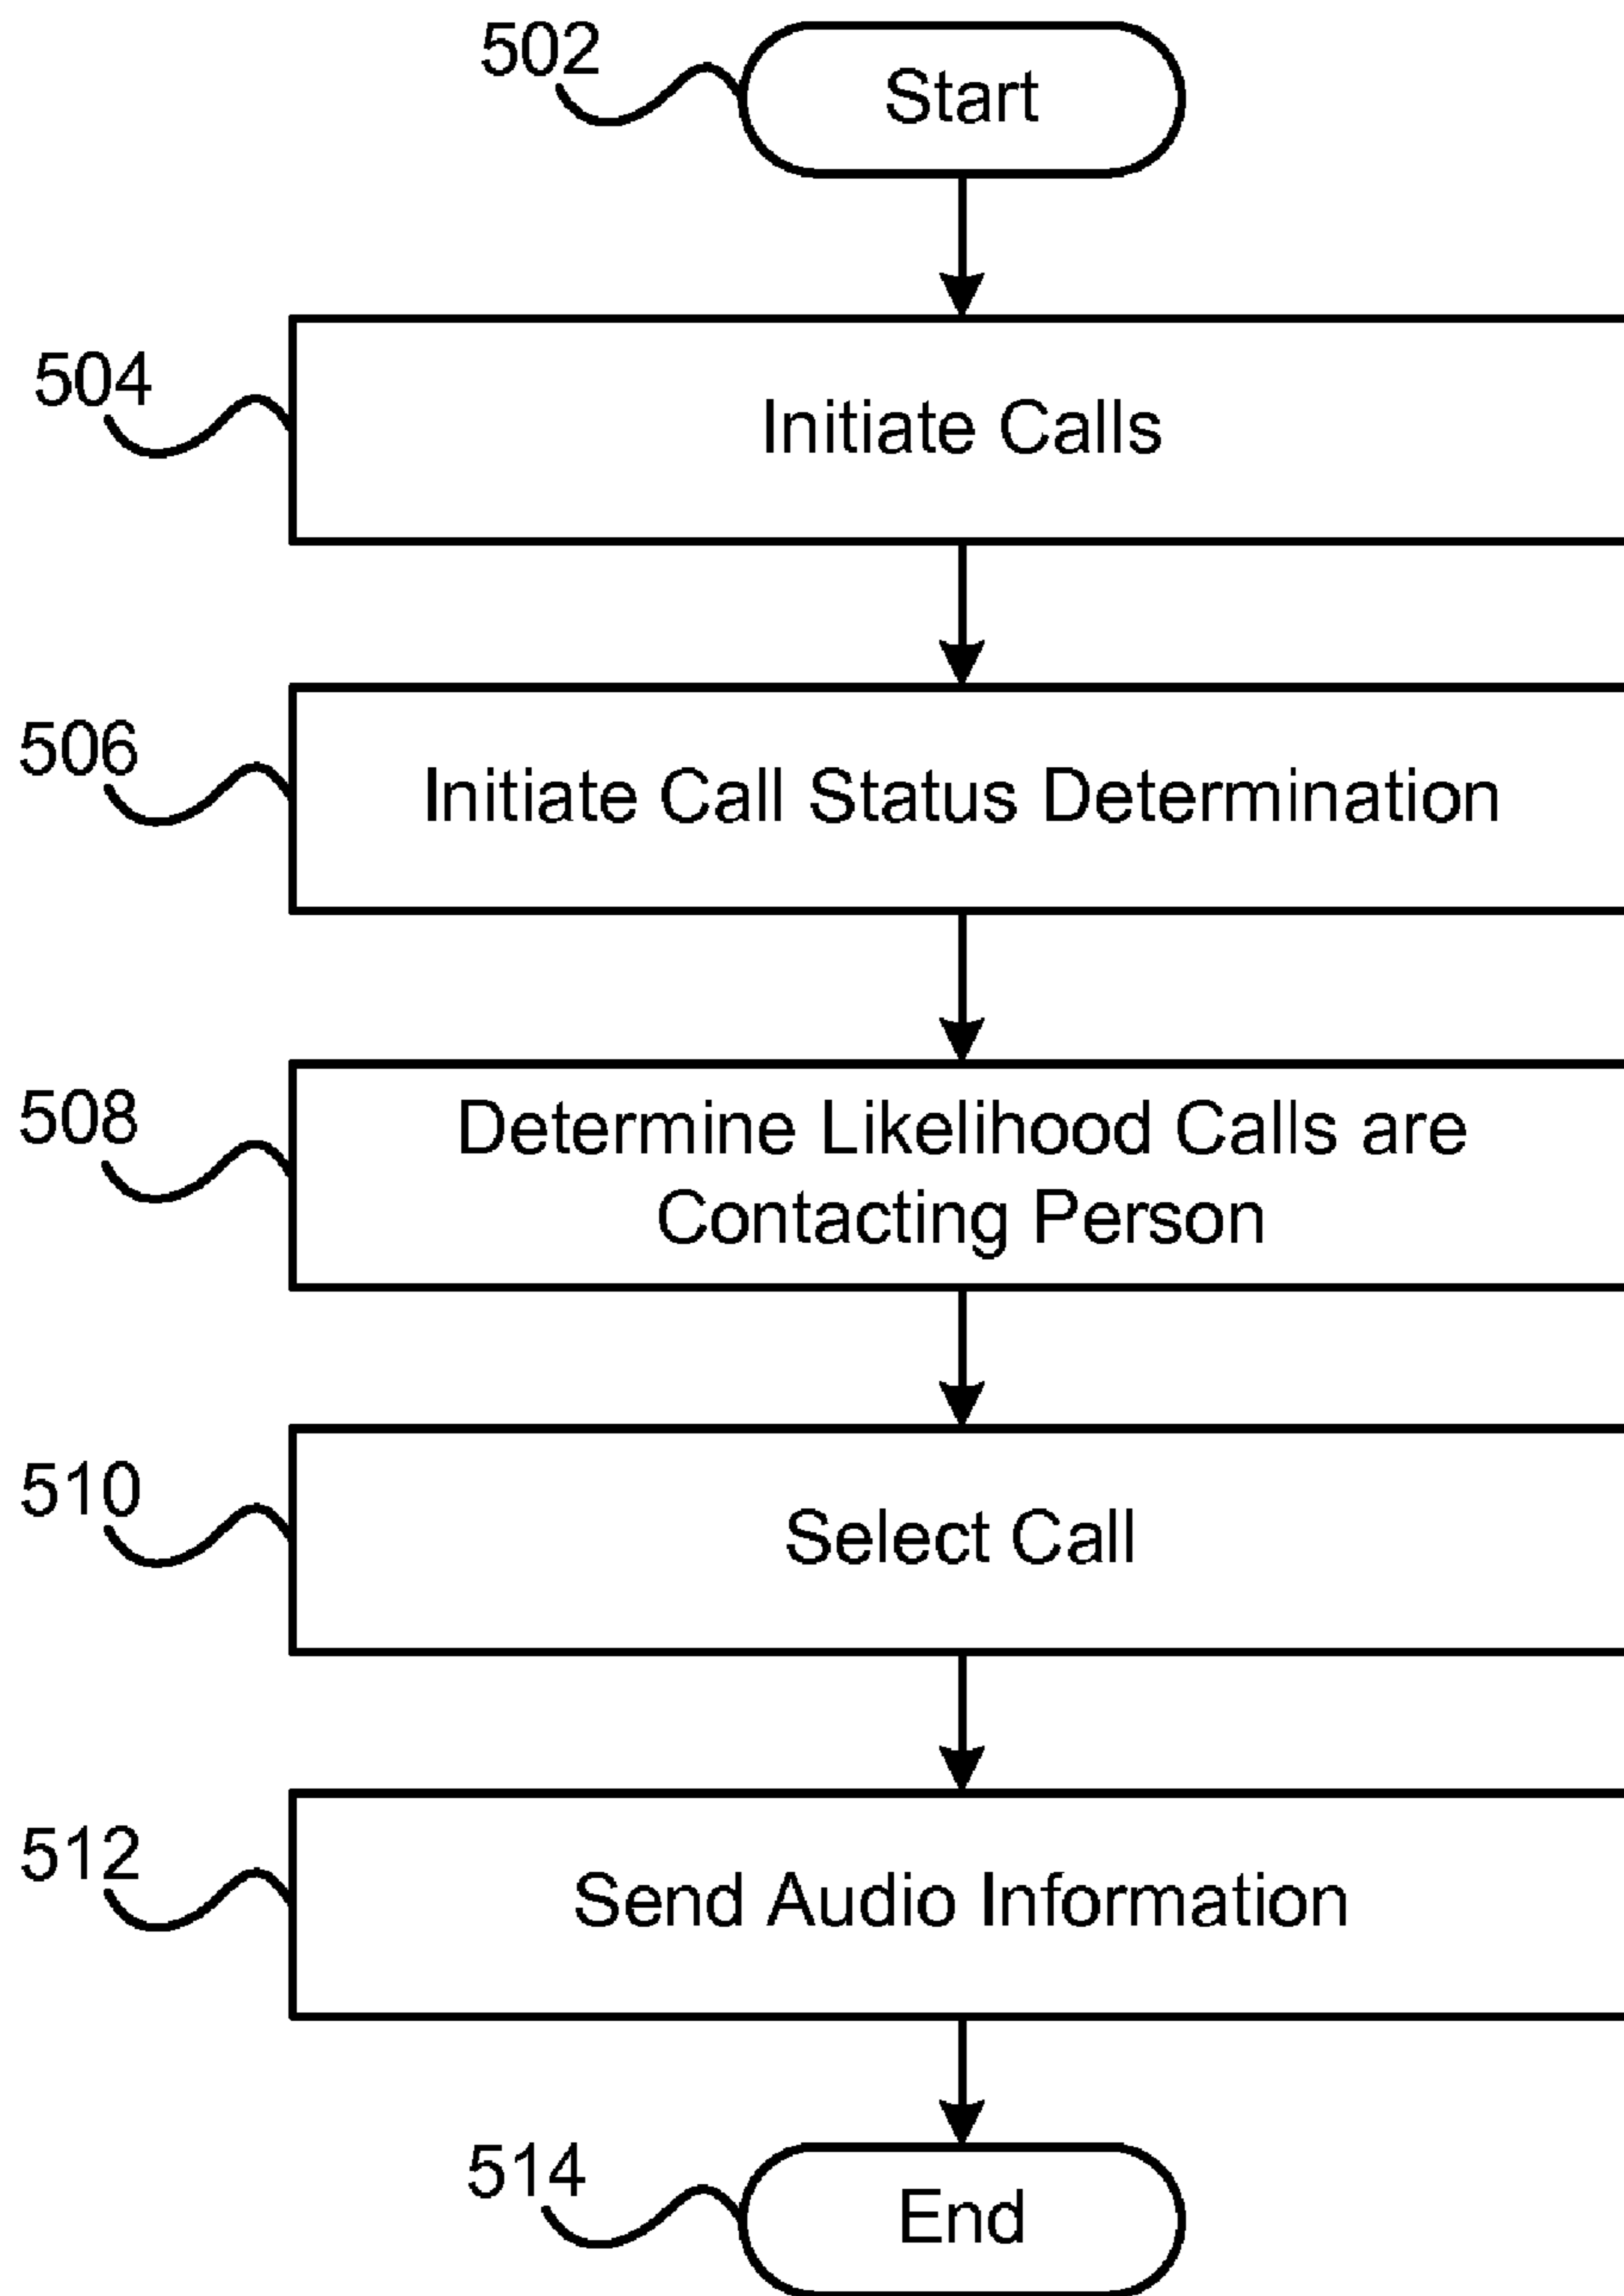 502
Start
504
Initiate Calls
506
Initiate Call Status Determination
508
Determine Likelihood Calls are
Contacting Person
510
Select Call
512
Send Audio Information
514
End